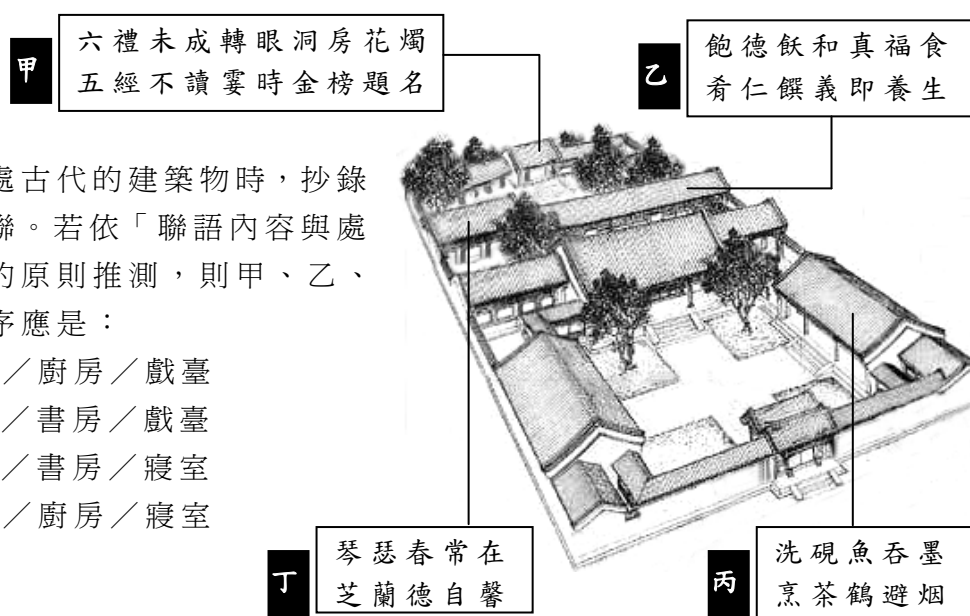 甲
六禮未成轉眼洞房花燭
五經不讀霎時金榜題名
乙
飽德飫和真福食
肴仁饌義即養生
處古代的建築物時,抄錄
聯。若依「聯語內容與處
的原則推測,則甲、乙、
序應是:
/廚房/戲臺
/書房/戲臺
/書房/寢室
/廚房/寢室
丁
琴瑟春常在
芝蘭德自馨
丙
洗硯魚吞墨
烹茶鶴避烟